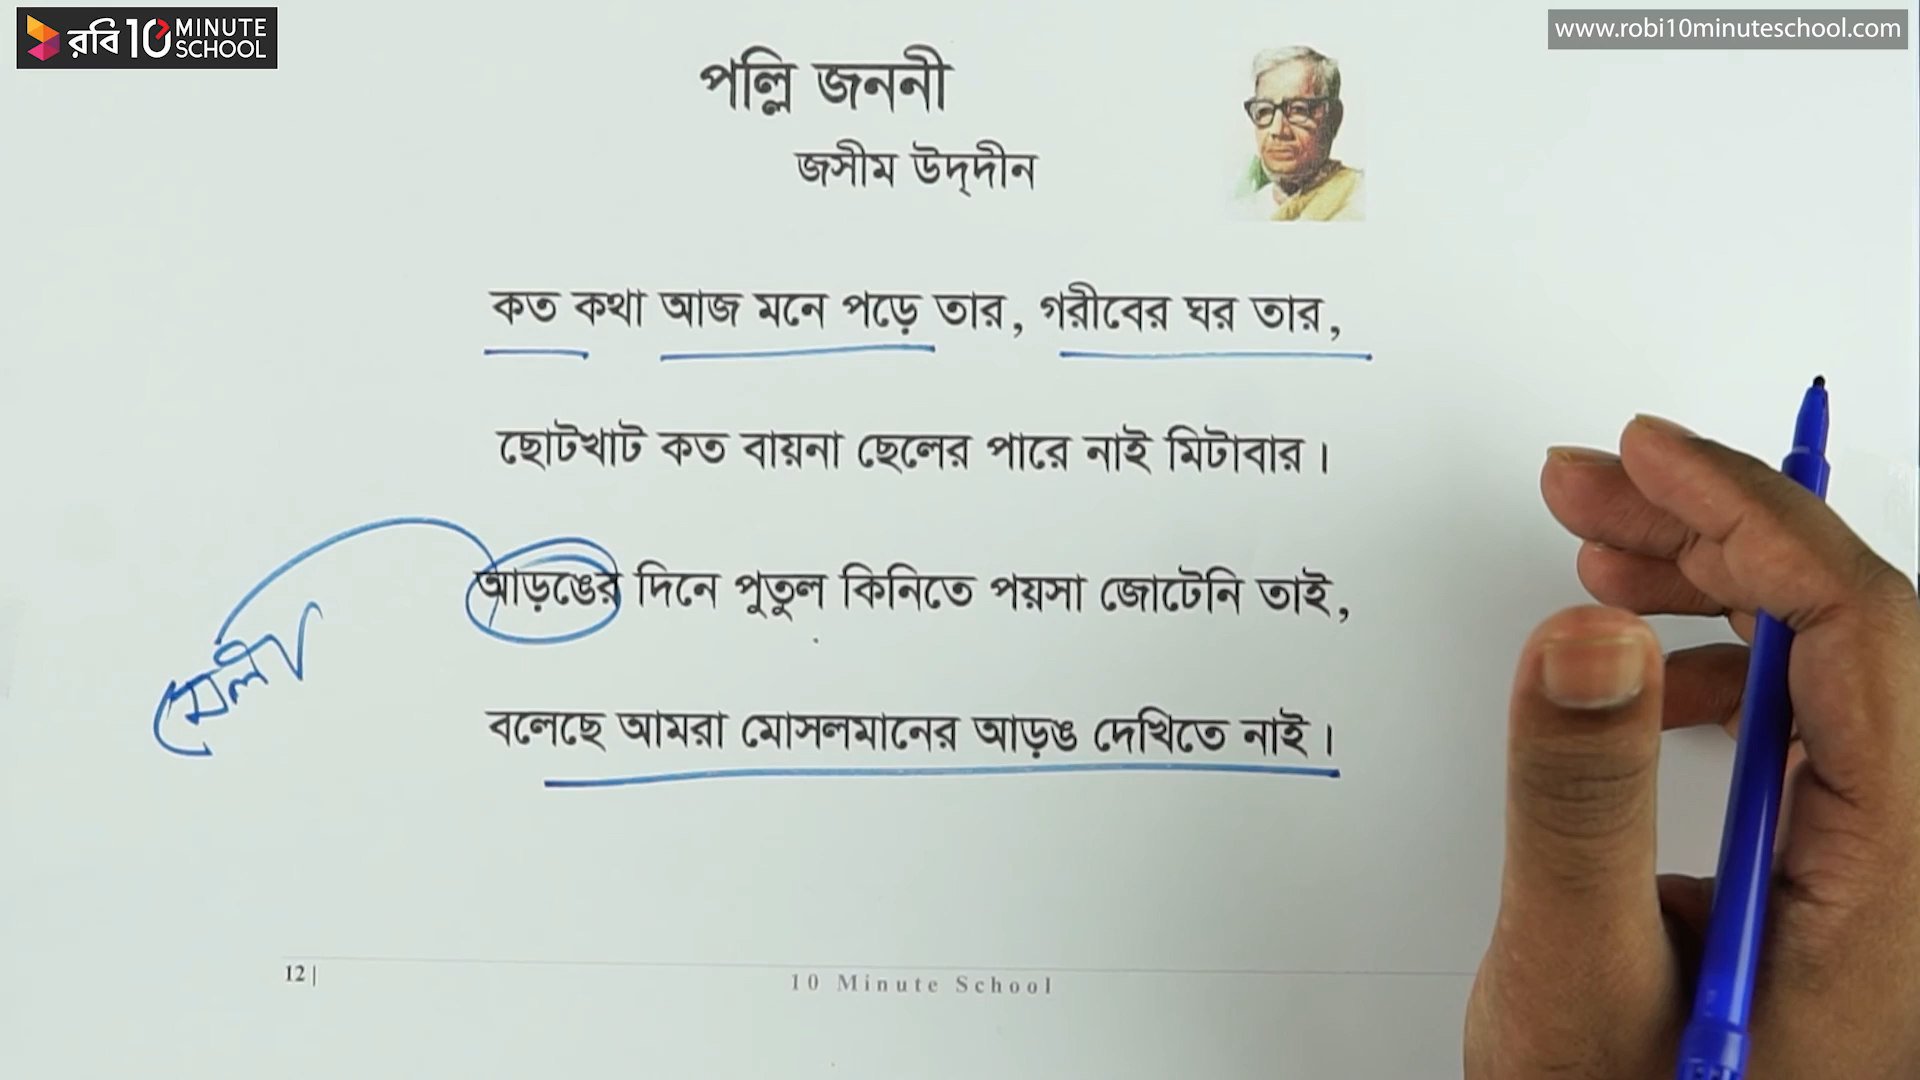 রবি 10 MINUTE SCHOOL
www.robi10minuteschool.com
পল্লি জননী
জসীম উদ্‌দীন
কত কথা আজ মনে পড়ে তার, গরীবের ঘর তার,
ছোটখাট কত বায়না ছেলের পারে নাই মিটাবার।
আড়ঙের দিনে পুতুল কিনিতে পয়সা জোটেনি তাই,
মেলা
বলেছে আমরা মোসলমানের আড়ঙ দেখিতে নাই।
12 |
10 Minute School